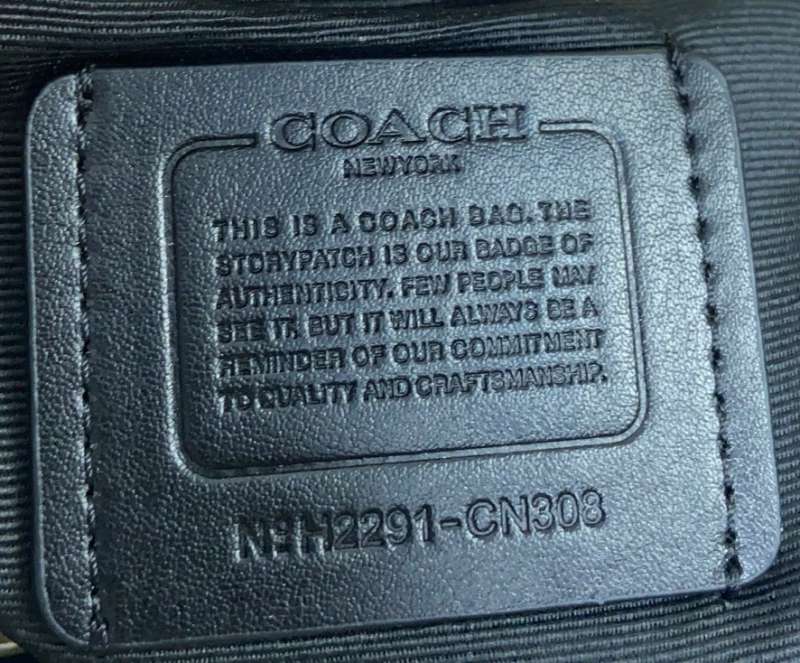 COACH
NEW YORK
THIS IS A COACH BAG. THE
STORYPATCH IS OUR BADGE OF
AUTHENTICITY. FEW PEOPLE MAY
SEE IT. BUT IT WILL ALWAYS BE A
REMINDER OF OUR COMMITMENT
TO QUALITY AND CRAFTSMANSHIP.
Nº H2291-CN308